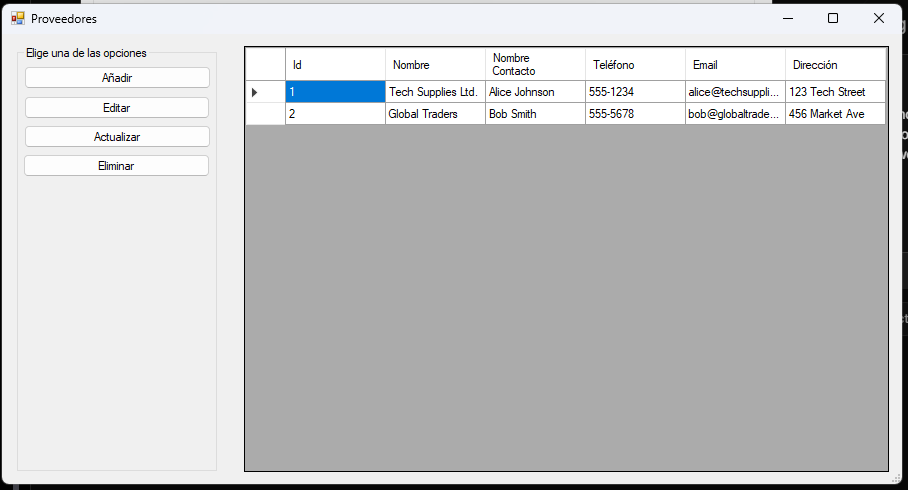 Proveedores
Elige una de las opciones
Añadir
Editar
Actualizar
Eliminar
Id Nombre Nombre Contacto Teléfono Email Dirección
1 Tech Supplies Ltd. Alice Johnson 555-1234 alice@techsuppli... 123 Tech Street
2 Global Traders Bob Smith 555-5678 bob@globaltrade... 456 Market Ave